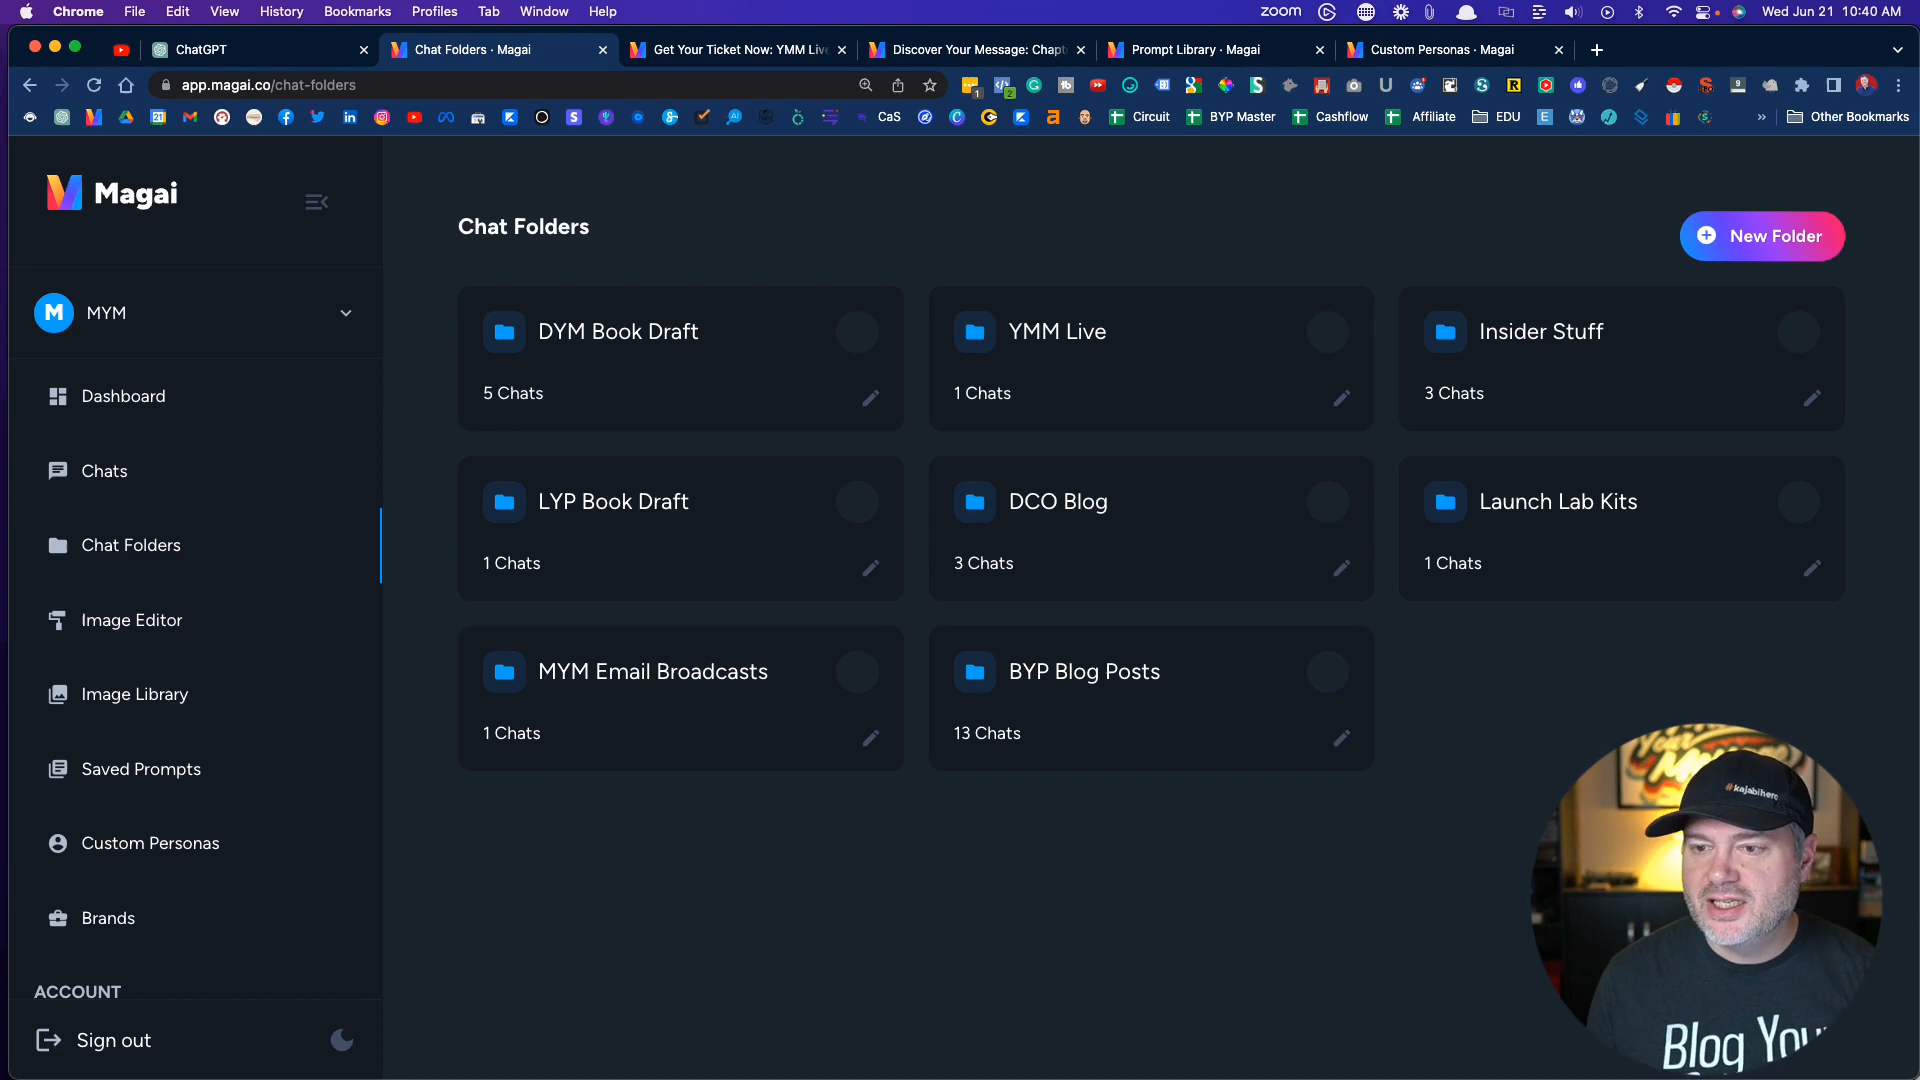 Chrome File Edit View History Bookmarks Profiles Tab Window Help
zoom
Wed Jun 21 10:40 AM
ChatGPT
Chat Folders · Magai
Get Your Ticket Now: YMM Live
Discover Your Message: Chapt
Prompt Library · Magai
Custom Personas · Magai
app.magai.co/chat-folders
CaS
Circuit
BYP Master
Cashflow
Affiliate
EDU
Other Bookmarks
Magai
M MYM
Dashboard
Chats
Chat Folders
Image Editor
Image Library
Saved Prompts
Custom Personas
Brands
ACCOUNT
Sign out
Chat Folders
New Folder
DYM Book Draft
5 Chats
YMM Live
1 Chats
Insider Stuff
3 Chats
LYP Book Draft
1 Chats
DCO Blog
3 Chats
Launch Lab Kits
1 Chats
MYM Email Broadcasts
1 Chats
BYP Blog Posts
13 Chats
#kajabihero
Blog You